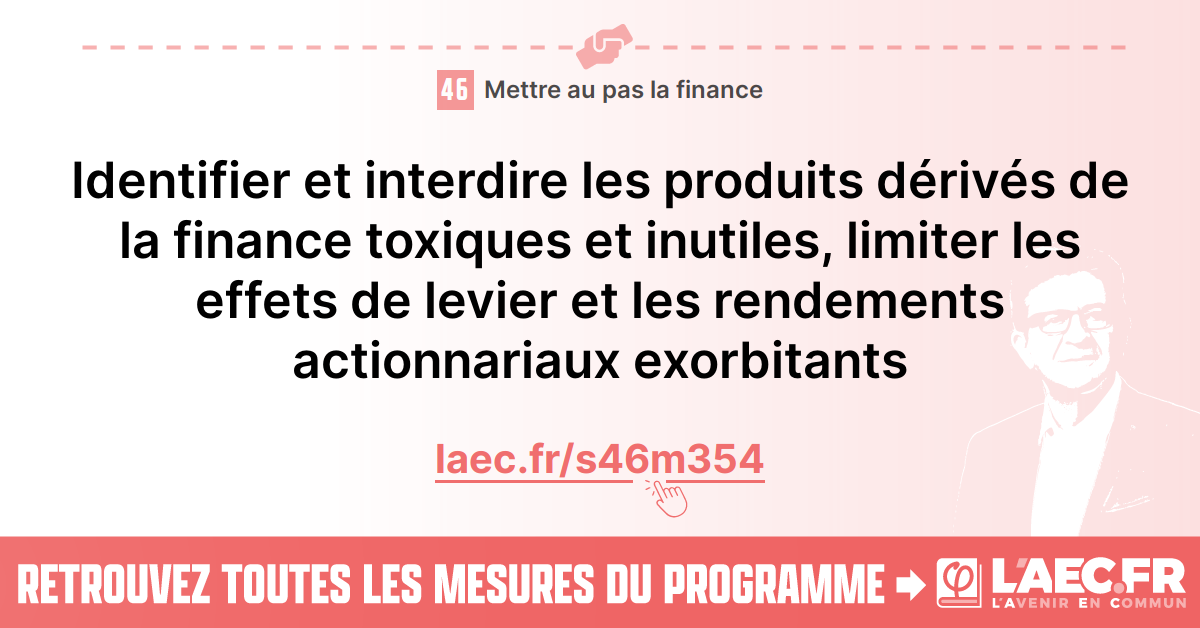 46 Mettre au pas la finance
Identifier et interdire les produits dérivés de
la finance toxiques et inutiles, limiter les
effets de levier et les rendements
actionnariaux exorbitants
laec.fr/s46m354
RETROUVEZ TOUTES LES MESURES DU PROGRAMME
φ L'AEC.FR
L'AVENIR EN COMMUN